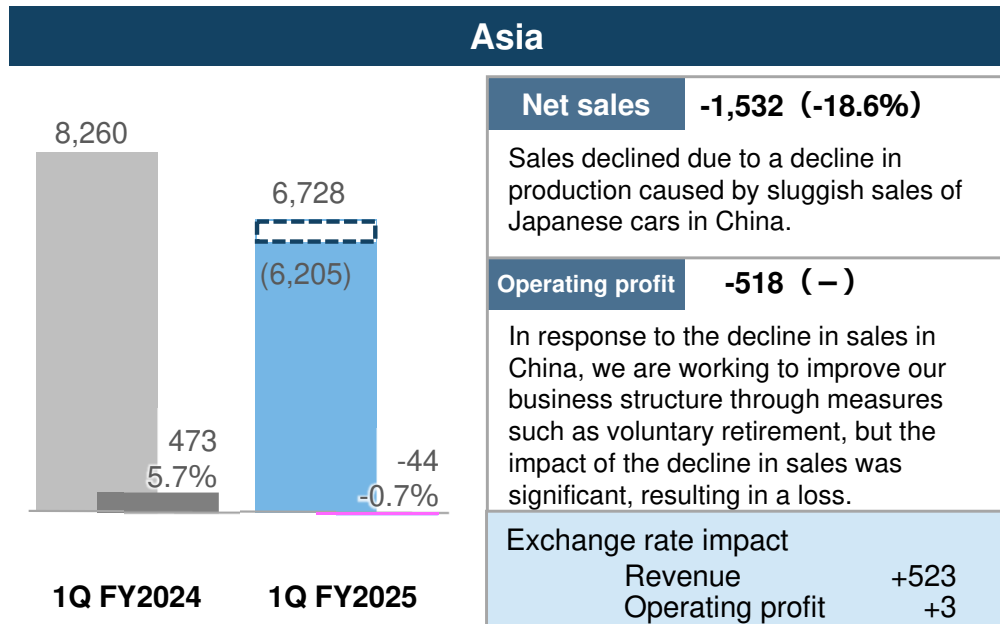 Asia
8,260
473
5.7%
6,728
(6,205)
-44
-0.7%
1Q FY2024
1Q FY2025
Net sales
-1,532（-18.6%）
Sales declined due to a decline in
production caused by sluggish sales of
Japanese cars in China.
Operating profit
-518（－）
In response to the decline in sales in
China, we are working to improve our
business structure through measures
such as voluntary retirement, but the
impact of the decline in sales was
significant, resulting in a loss.
Exchange rate impact
Revenue +523
Operating profit +3